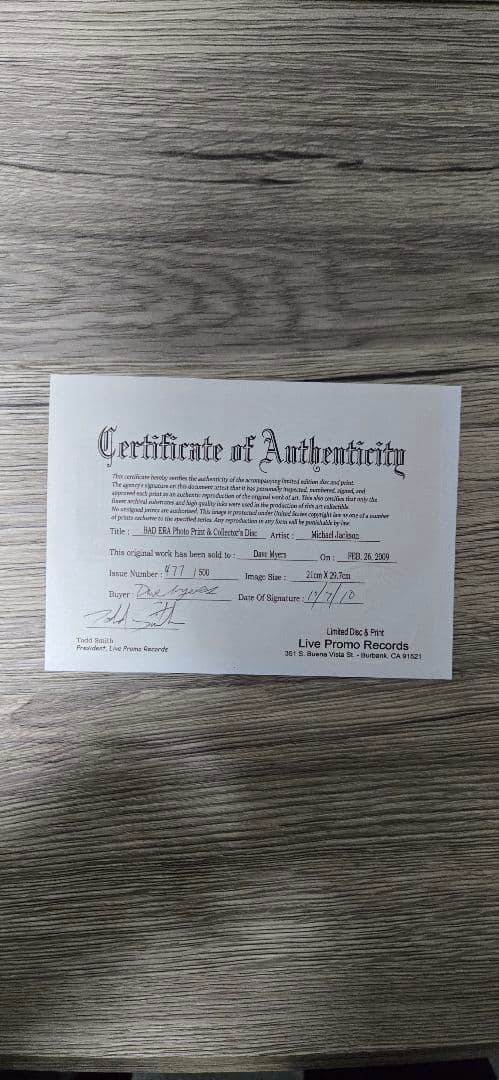 Certificate of Authenticity
This certificate hereby verifies the authenticity of the accompanying limited edition disc and print.
The agency's signature on this document attest that it has personally inspected, numbered, signed, and
approved each print as an authentic reproduction of the original work of art. This also certifies that only the
finest archival substrates and high quality inks were used in the production of this art collectible.
No unsigned prints are authorized. This image is protected under United States copyright law as one of a number
of prints exclusive to the specified series. Any reproduction in any form will be punishable by law.
Title : BAD ERA Photo Print & Collector's Disc Artist : Michael Jackson
This original work has been sold to : Dave Myers On : FEB. 26, 2009
Issue Number : 477 / 500 Image Size : 21cm X 29.7cm
Buyer : Dave Myers Date Of Signature : /7/10
Todd Smith
Todd Smith
President, Live Promo Records
Limited Disc & Print
Live Promo Records
361 S. Buena Vista St. - Burbank, CA 91521